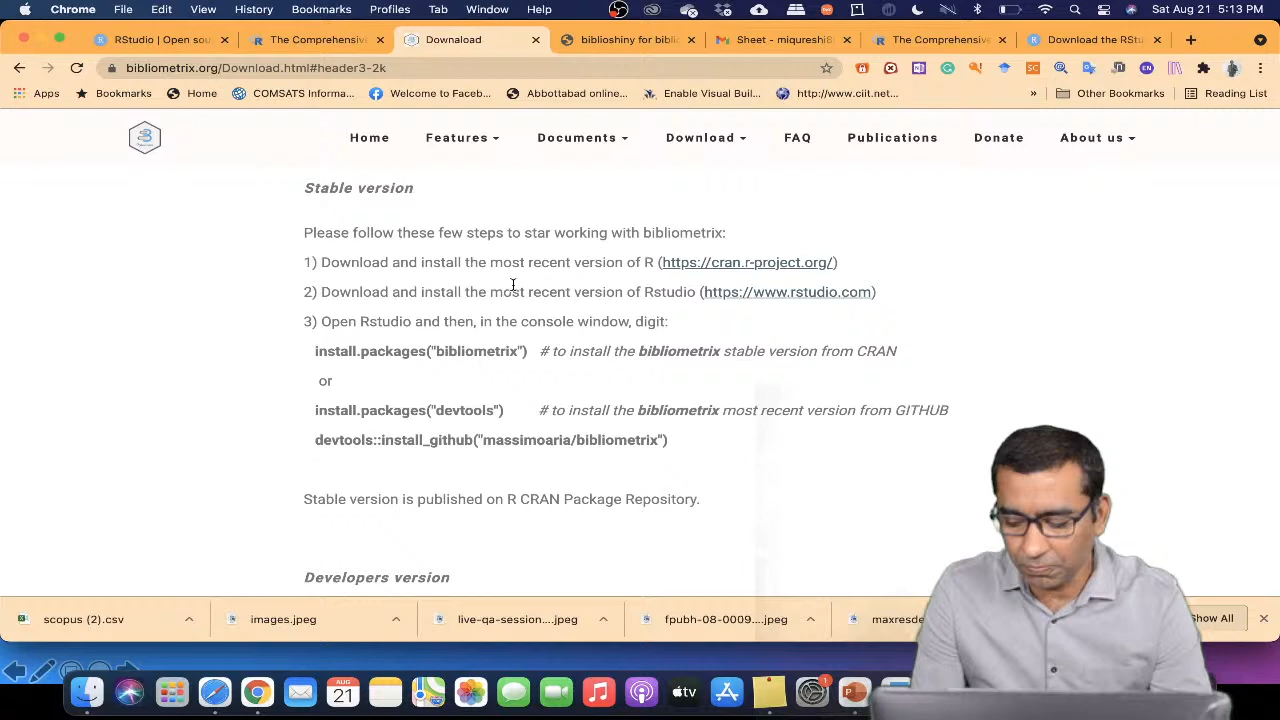 Chrome File Edit View History Bookmarks Profiles Tab Window Help Sat Aug 21 5:13 PM
RStudio | Open sou
The Comprehensiv
Downaload
biblioshiny for bibl
Sheet - miqureshi8
The Comprehensive
Download the RStu
bibliometrix.org/Download.html#header3-2k
Apps Bookmarks Home COMSATS Informa... Welcome to Faceb... Abbottabad online... Enable Visual Buil... http://www.ciit.net... » Other Bookmarks Reading List
Home Features Documents Download FAQ Publications Donate About us
Stable version
Please follow these few steps to star working with bibliometrix:
1) Download and install the most recent version of R (https://cran.r-project.org/)
2) Download and install the most recent version of Rstudio (https://www.rstudio.com)
3) Open Rstudio and then, in the console window, digit:
install.packages("bibliometrix") # to install the bibliometrix stable version from CRAN
or
install.packages("devtools") # to install the bibliometrix most recent version from GITHUB
devtools::install_github("massimoaria/bibliometrix")
Stable version is published on R CRAN Package Repository.
Developers version
scopus (2).csv images.jpeg live-qa-session....jpeg fpubh-08-0009....jpeg maxresde Show All
AUG
21
tv
1